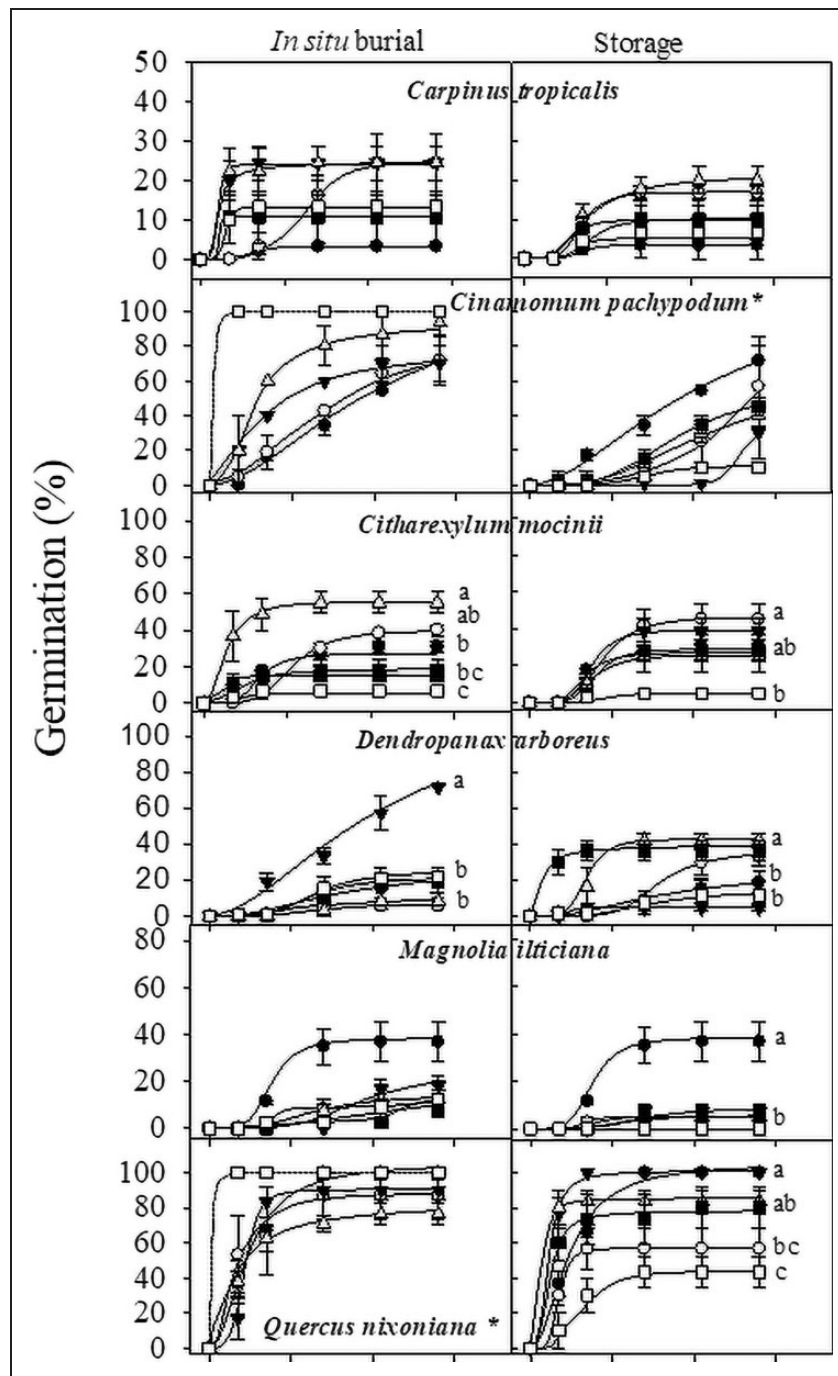 In situ burial
Storage
Germination (%)
Carpinus tropicalis
50
40
30
20
10
0
Cinamomum pachypodum *
100
80
60
40
20
0
Citharexylum mocinii
100
80
60
40
20
0
a
ab
b
bc
c
a
ab
b
Dendropanax arboreus
100
80
60
40
20
0
a
b
b
a
b
b
Magnolia ilticiana
80
60
40
20
0
a
b
Quercus nixoniana *
100
80
60
40
20
0
a
ab
bc
c